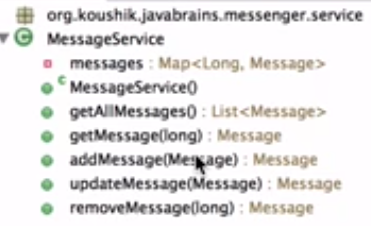 org.koushik.javabrains.messenger.service
MessageService
messages : Map<Long, Message>
MessageService()
getAllMessages() : List<Message>
getMessage(long) : Message
addMessage(Message) : Message
updateMessage(Message) : Message
removeMessage(long) : Message